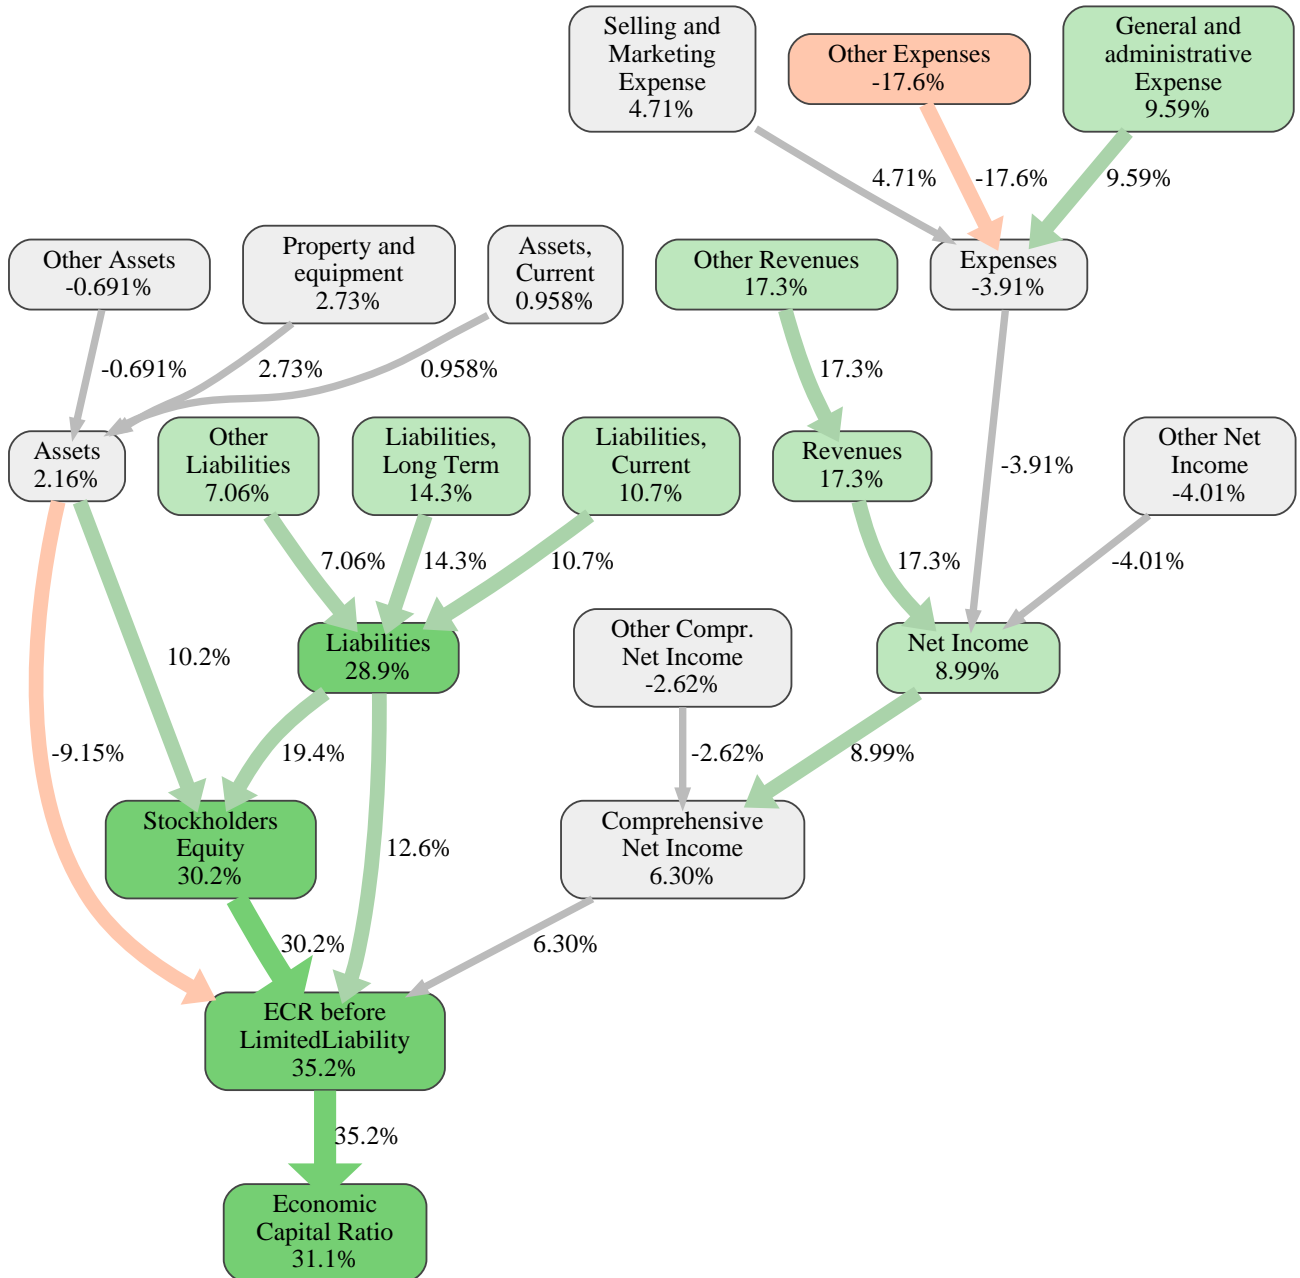 Selling and
Marketing
Expense
4.71%
Other Expenses
-17.6%
General and
administrative
Expense
9.59%
4.71%
-17.6%
9.59%
Other Assets
-0.691%
Property and
equipment
2.73%
Assets,
Current
0.958%
Other Revenues
17.3%
Expenses
-3.91%
-0.691%
2.73%
0.958%
17.3%
Assets
2.16%
Other
Liabilities
7.06%
Liabilities,
Long Term
14.3%
Liabilities,
Current
10.7%
Revenues
17.3%
-3.91%
Other Net
Income
-4.01%
7.06%
14.3%
10.7%
17.3%
-4.01%
10.2%
Liabilities
28.9%
Other Compr.
Net Income
-2.62%
Net Income
8.99%
-9.15%
19.4%
-2.62%
8.99%
Stockholders
Equity
30.2%
12.6%
Comprehensive
Net Income
6.30%
30.2%
6.30%
ECR before
LimitedLiability
35.2%
35.2%
Economic
Capital Ratio
31.1%